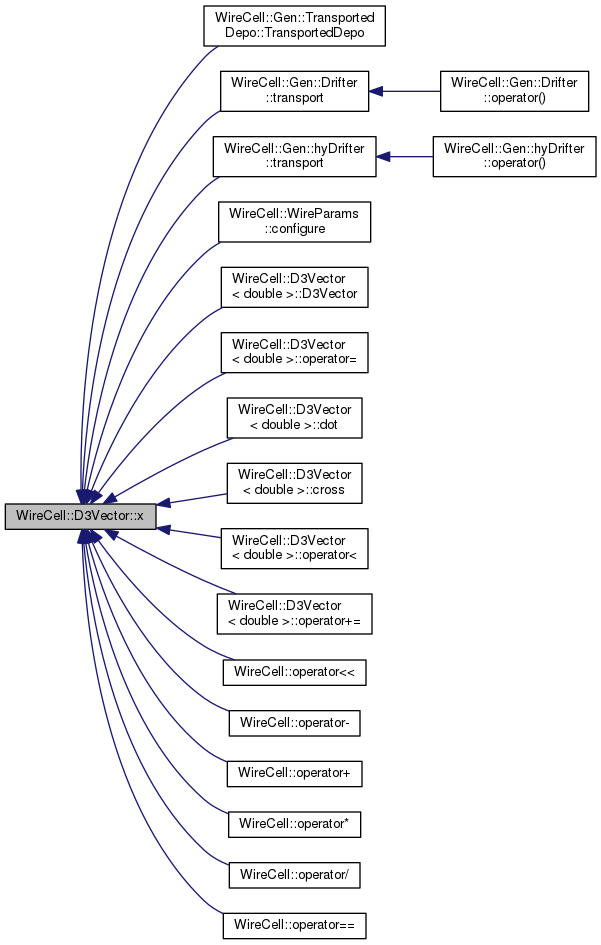 WireCell::Gen::Transported
Depo::TransportedDepo
WireCell::Gen::Drifter
::transport
WireCell::Gen::Drifter
::operator()
WireCell::Gen::hyDrifter
::transport
WireCell::Gen::hyDrifter
::operator()
WireCell::WireParams
::configure
WireCell::D3Vector
< double >::D3Vector
WireCell::D3Vector
< double >::operator=
WireCell::D3Vector
< double >::dot
WireCell::D3Vector
< double >::cross
WireCell::D3Vector::x
WireCell::D3Vector
< double >::operator<
WireCell::D3Vector
< double >::operator+=
WireCell::operator<<
WireCell::operator-
WireCell::operator+
WireCell::operator*
WireCell::operator/
WireCell::operator==